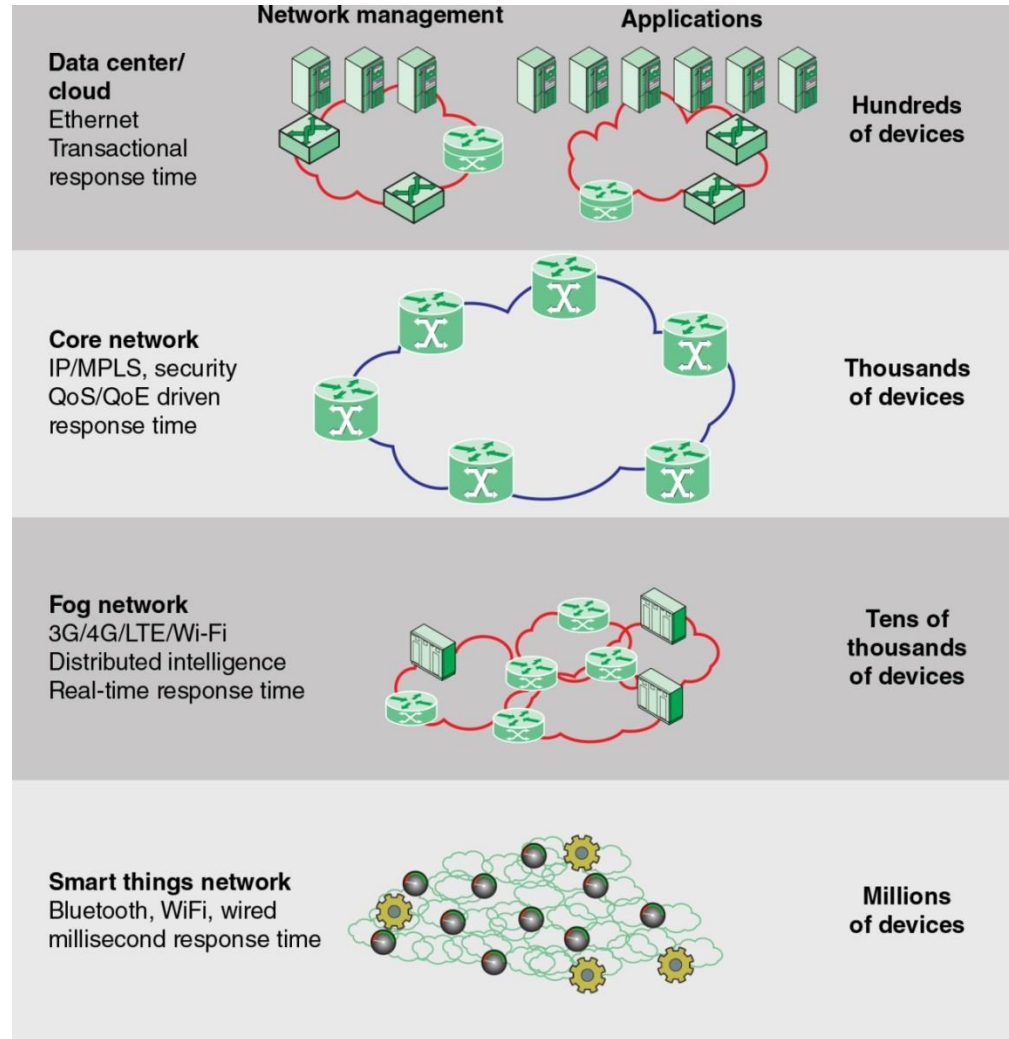 Network management
Applications
Data center/
cloud
Ethernet
Transactional
response time
Hundreds
of devices
Core network
IP/MPLS, security
QoS/QoE driven
response time
Thousands
of devices
Fog network
3G/4G/LTE/Wi-Fi
Distributed intelligence
Real-time response time
Tens of
thousands
of devices
Smart things network
Bluetooth, WiFi, wired
millisecond response time
Millions
of devices